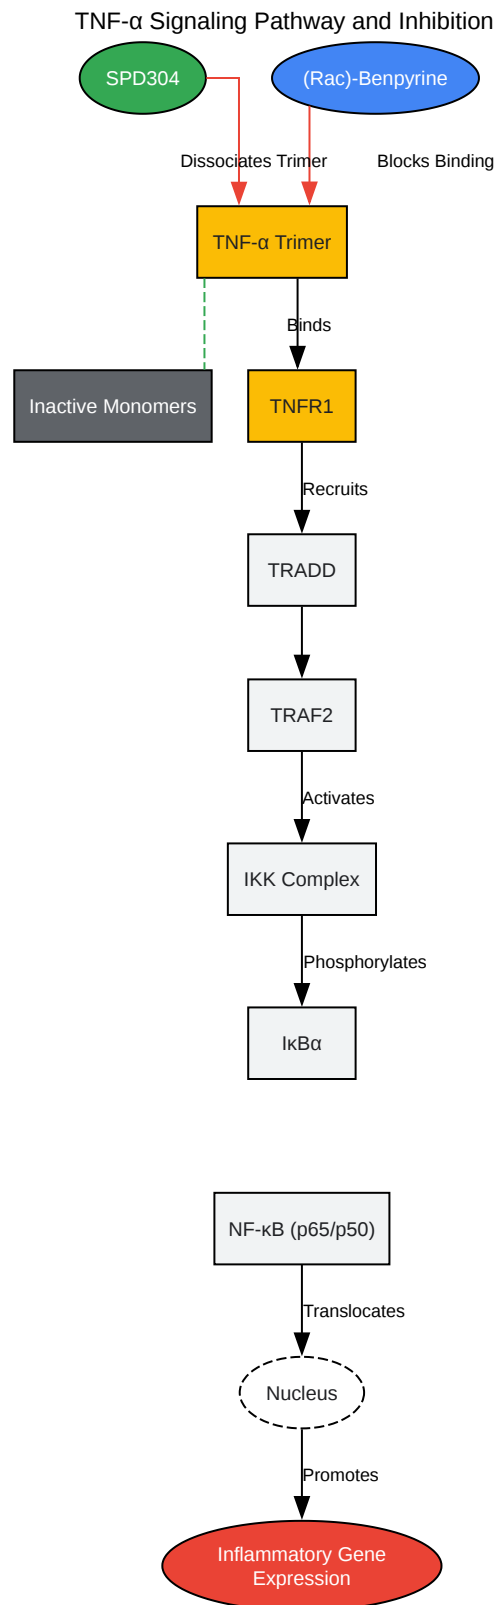 TNF-α Signaling Pathway and Inhibition
SPD304
(Rac)-Benpyrine
Dissociates Trimer
Blocks Binding
TNF-α Trimer
Binds
Inactive Monomers
TNFR1
Recruits
TRADD
TRAF2
Activates
IKK Complex
Phosphorylates
IκBα
NF-κB (p65/p50)
Translocates
Nucleus
Promotes
Inflammatory Gene
Expression